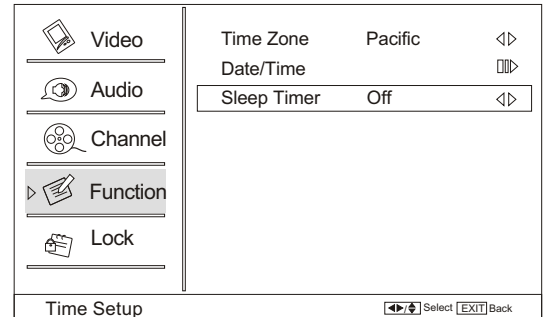 Video
Audio
Channel
Function
Lock
Time Zone Pacific
Date/Time
Sleep Timer Off
Time Setup
Select EXIT Back